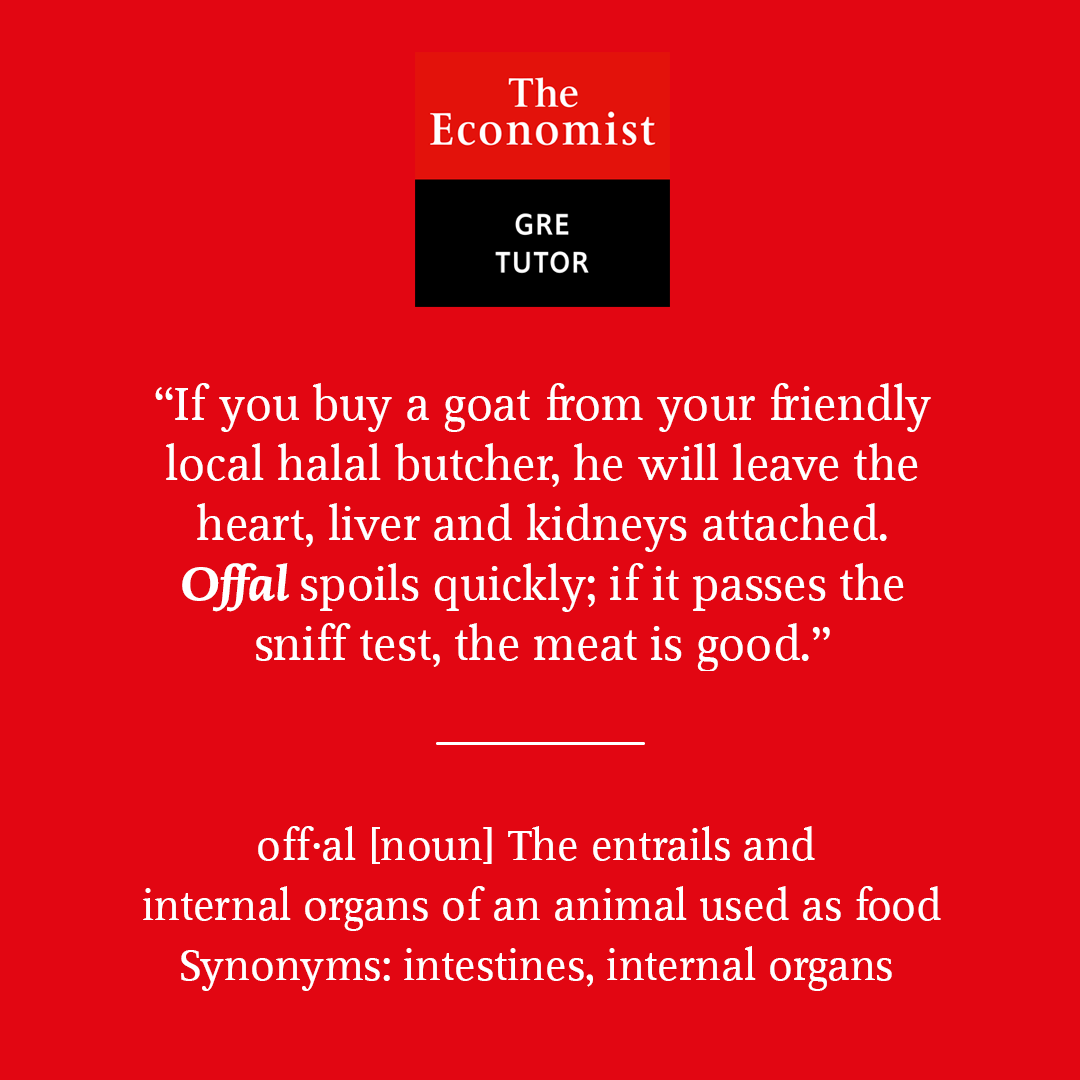 The
Economist
GRE
TUTOR
“If you buy a goat from your friendly
local halal butcher, he will leave the
heart, liver and kidneys attached.
Offal spoils quickly; if it passes the
sniff test, the meat is good.”
off·al [noun] The entrails and
internal organs of an animal used as food
Synonyms: intestines, internal organs